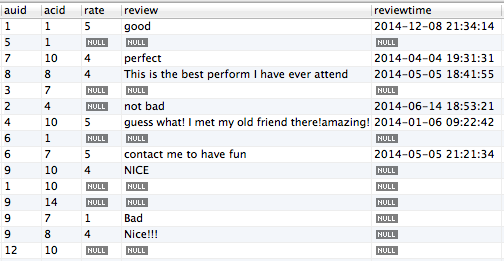 auid acid rate review reviewtime
1 1 5 good 2014-12-08 21:34:14
5 1 NULL NULL NULL
7 10 4 perfect 2014-04-04 19:31:31
8 8 4 This is the best perform I have ever attend 2014-05-05 18:41:55
3 7 NULL NULL NULL
2 4 NULL not bad 2014-06-14 18:53:21
4 10 5 guess what! I met my old friend there!amazing! 2014-01-06 09:22:42
6 1 NULL NULL NULL
6 7 5 contact me to have fun 2014-05-05 21:21:34
9 10 4 NICE NULL
1 10 NULL NULL NULL
9 14 NULL NULL NULL
9 7 1 Bad NULL
9 8 4 Nice!!! NULL
12 10 NULL NULL NULL